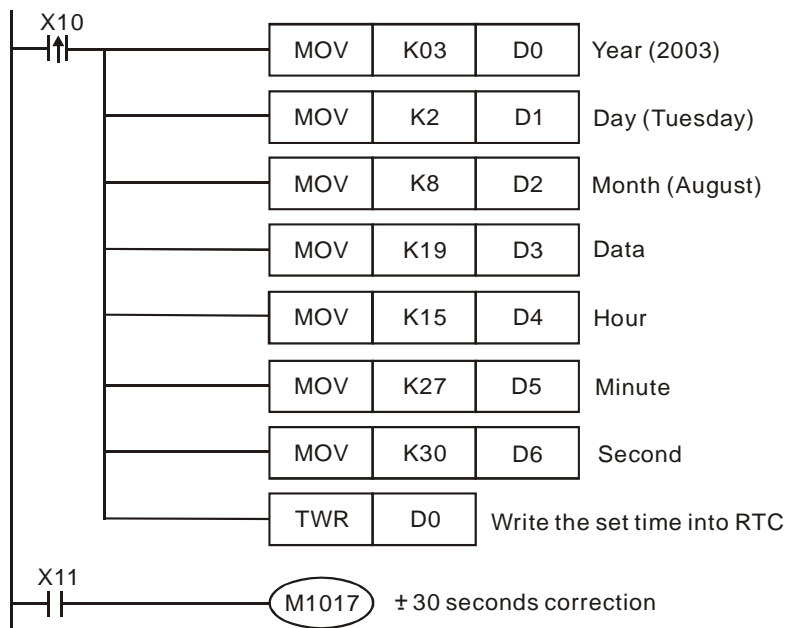 X10
MOV K03 D0 Year (2003)
MOV K2 D1 Day (Tuesday)
MOV K8 D2 Month (August)
MOV K19 D3 Data
MOV K15 D4 Hour
MOV K27 D5 Minute
MOV K30 D6 Second
TWR D0 Write the set time into RTC
X11
M1017 ±30 seconds correction